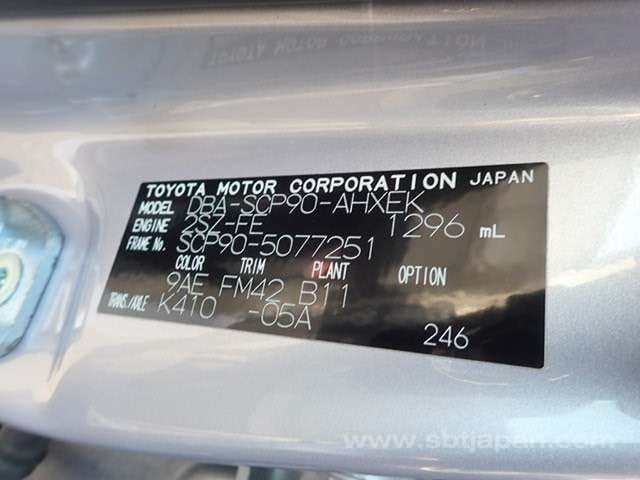 TOYOTA MOTOR CORPORATION JAPAN
MODEL DBA-SCP90-AHXEK
ENGINE 2SZ-FE 1296 mL
FRAME No. SCP90-5077251
COLOR TRIM PLANT OPTION
9AE FM42 B11
TRANS./AXLE K410 -05A
246
www.sbtjapan.com